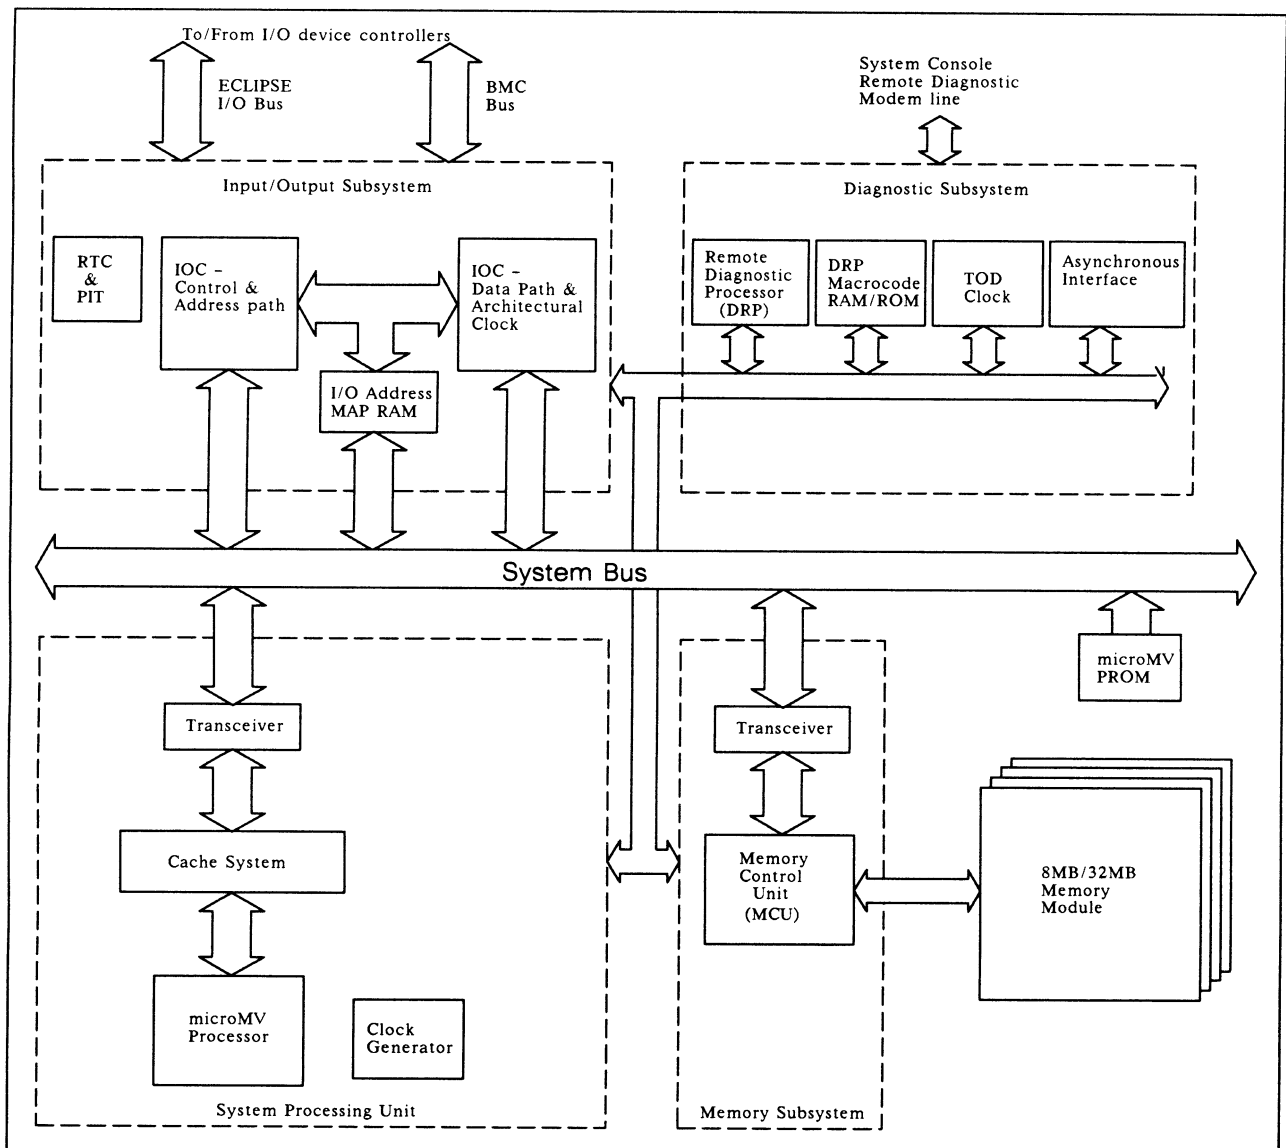 To/From I/O device controllers
ECLIPSE
I/O Bus
BMC
Bus
System Console
Remote Diagnostic
Modem line
Input/Output Subsystem
Diagnostic Subsystem
RTC
&
PIT
IOC –
Control &
Address path
IOC –
Data Path &
Architectural
Clock
Remote
Diagnostic
Processor
(DRP)
DRP
Macrocode
RAM/ROM
TOD
Clock
Asynchronous
Interface
I/O Address
MAP RAM
System Bus
microMV
PROM
Transceiver
Transceiver
Cache System
Memory
Control
Unit
(MCU)
8MB/32MB
Memory
Module
microMV
Processor
Clock
Generator
System Processing Unit
Memory Subsystem